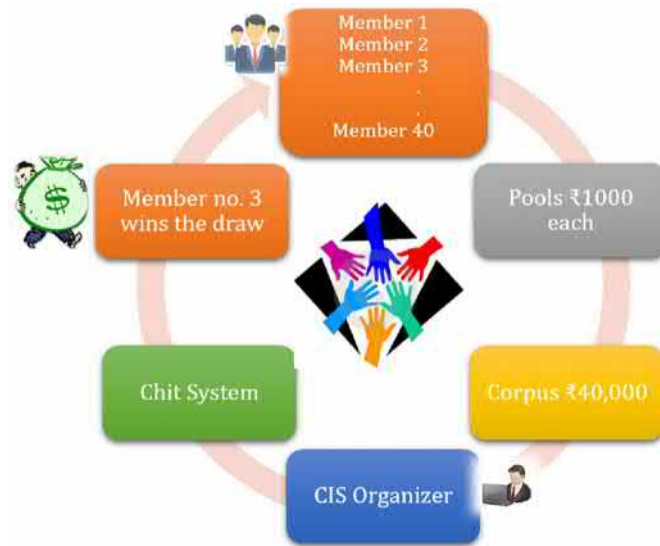 Member 1
Member 2
Member 3
.
.
Member 40
Pools ₹1000
each
Corpus ₹40,000
CIS Organizer
Chit System
Member no. 3
wins the draw
$